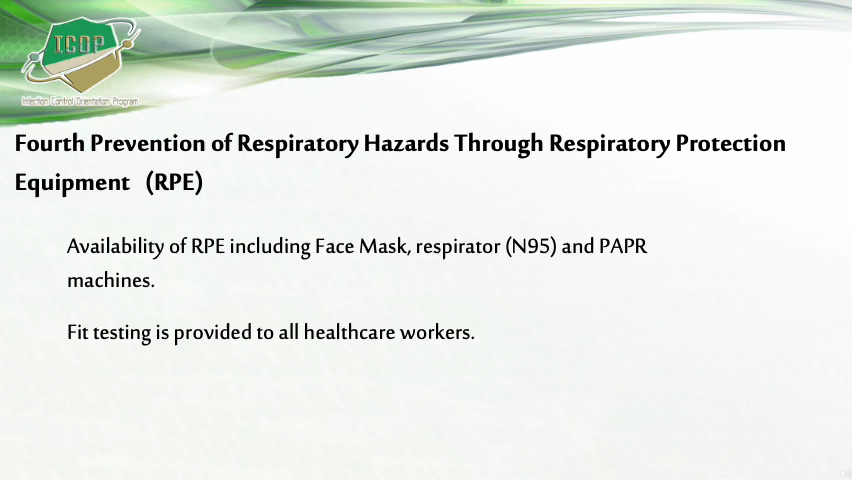 ICOP
Infection Control Orientation Program
Fourth Prevention of Respiratory Hazards Through Respiratory Protection
Equipment (RPE)
Availability of RPE including Face Mask, respirator (N95) and PAPR
machines.
Fit testing is provided to all healthcare workers.